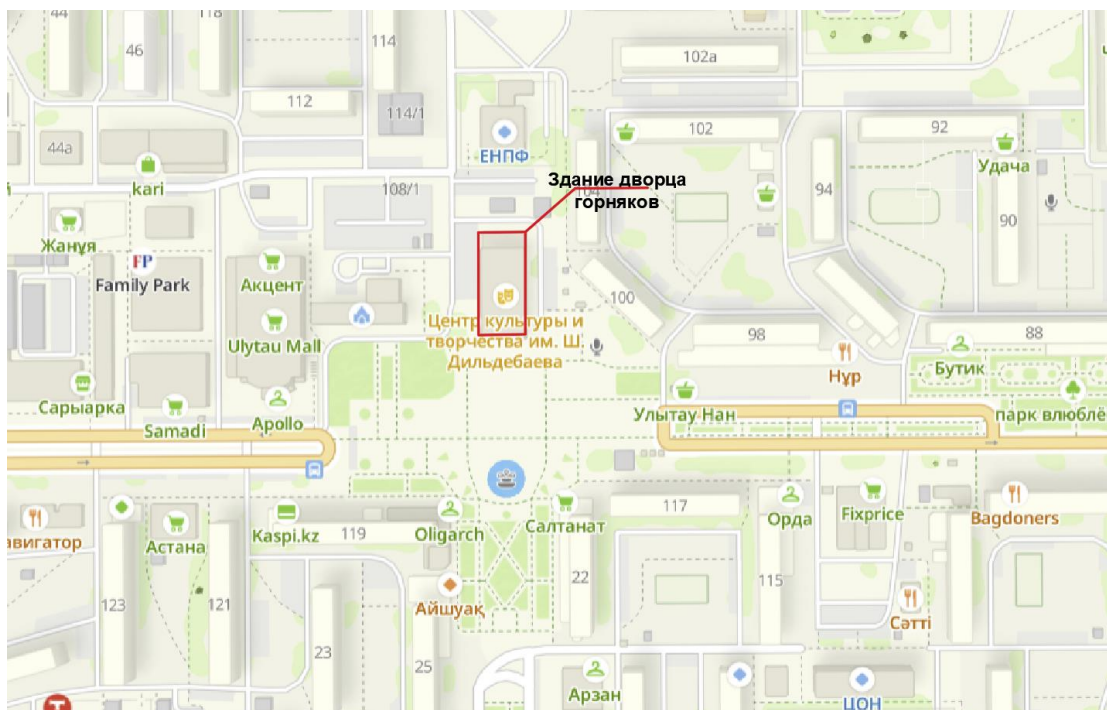 44
118
46
114
102а
112
114/1
ЕНПФ
102
92
Удача
44а
kari
108/1
Здание дворца
горняков
104
94
90
Жанұя
FP
Family Park
Акцент
100
Ulytau Mall
Центр культуры и
творчества им. Ш.
Дильдебаева
98
88
Нұр
Бутик
Сарыарка
Samadi
Apollo
Улытау Нан
парк влюблё
117
Kaspi.kz
119
Oligarch
Салтанат
Орда
Fixprice
Bagdoners
авигатор
Астана
22
115
123
121
Айшуақ
Сәтті
23
25
Арзан
ЦОН